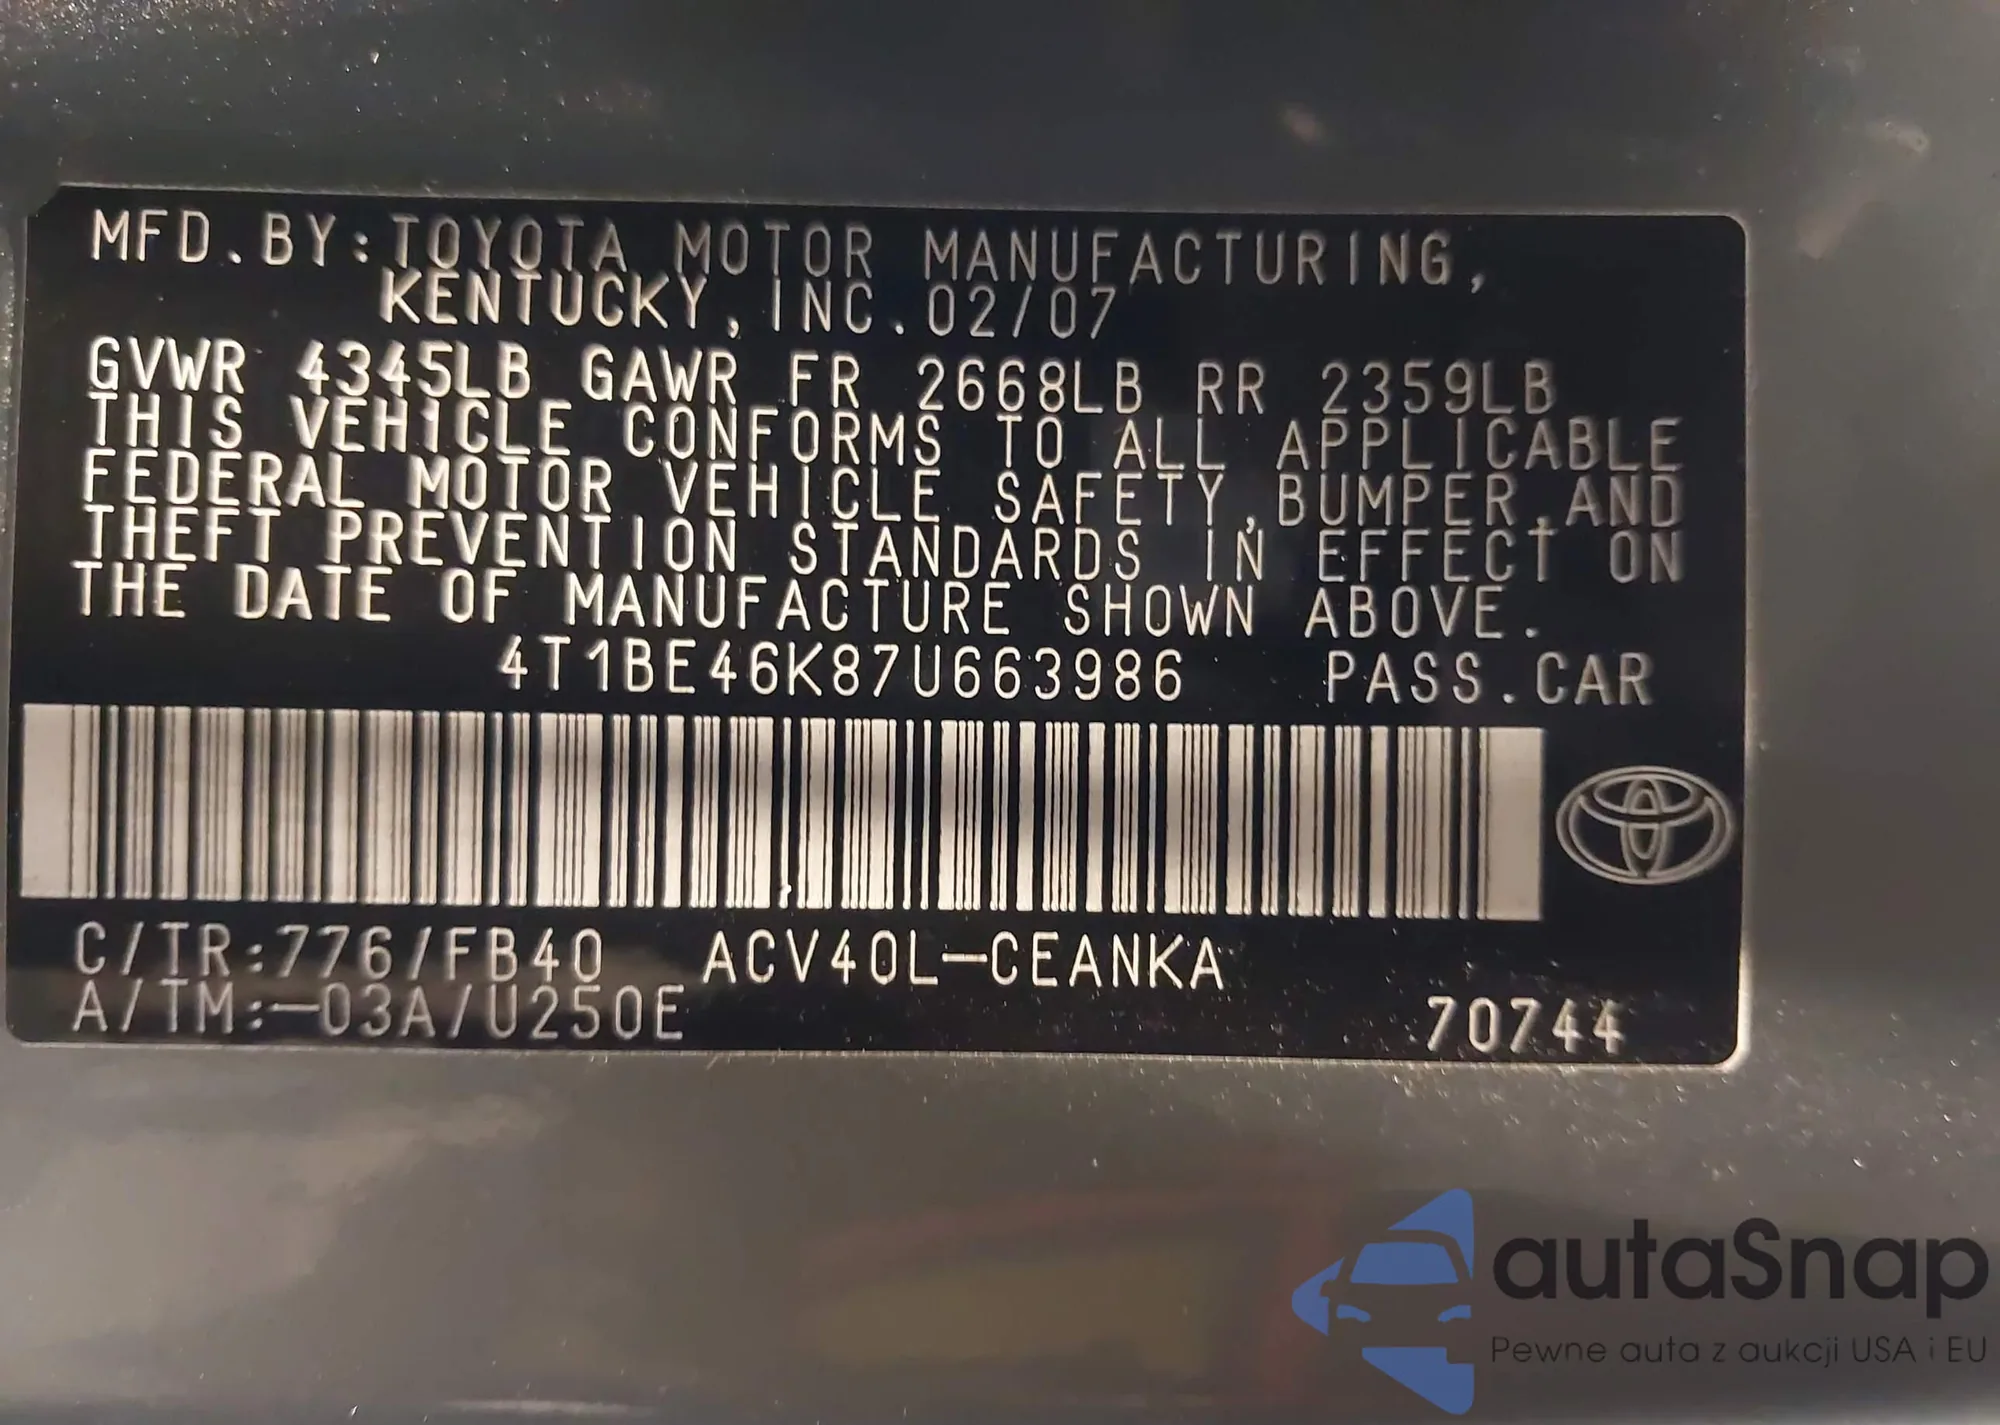 MFD.BY:TOYOTA MOTOR MANUFACTURING,
KENTUCKY, INC. 02/07
GVWR 4345LB GAWR FR 2668LB RR 2359LB
THIS VEHICLE CONFORMS TO ALL APPLICABLE
FEDERAL MOTOR VEHICLE SAFETY,BUMPER,AND
THEFT PREVENTION STANDARDS IN EFFECT ON
THE DATE OF MANUFACTURE SHOWN ABOVE.
4T1BE46K87U663986 PASS.CAR
C/TR:776/FB40 ACV40L-CEANKA
A/TM:-03A/U250E 70744
autaSnap
Pewne auta z aukcji USA i EU